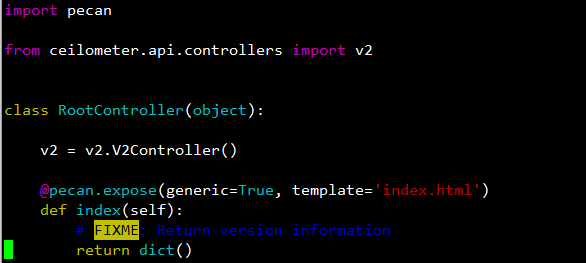 import pecan
from ceilometer.api.controllers import v2
class RootController(object):
    v2 = v2.V2Controller()
    @pecan.expose(generic=True, template='index.html')
    def index(self):
        # FIXME: Return version information
        return dict()